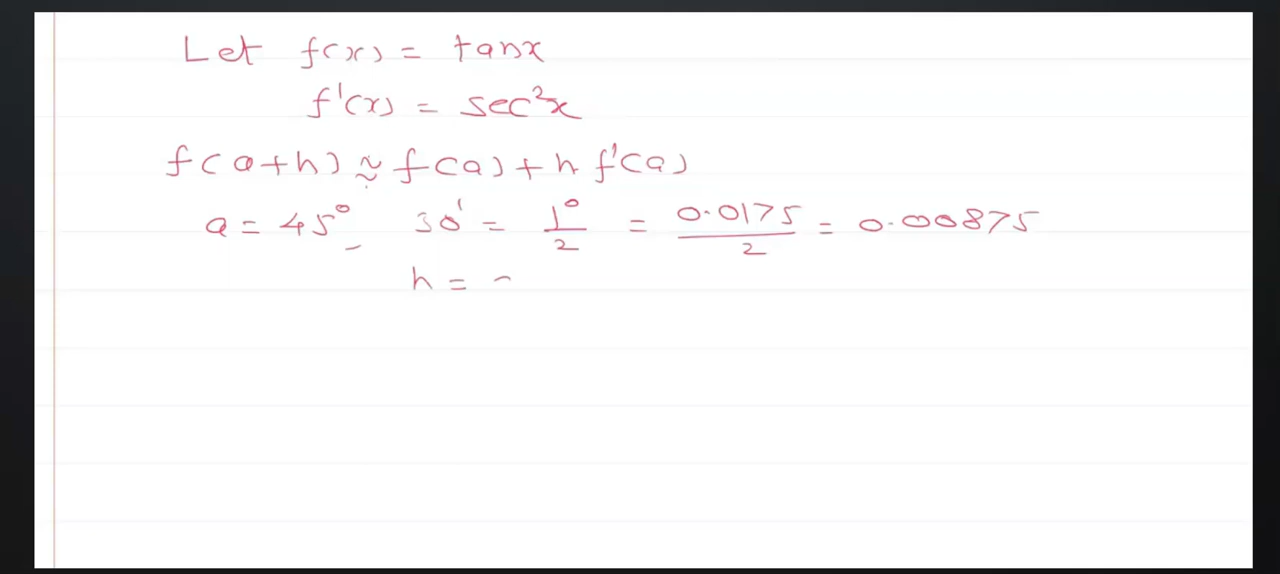 Let f(x) = tanx
f'(x) = sec²x
f(a+h) ≈ f(a) + h f'(a)
a = 45° 30' = 1°/2 = 0.0175/2 = 0.00875
h =